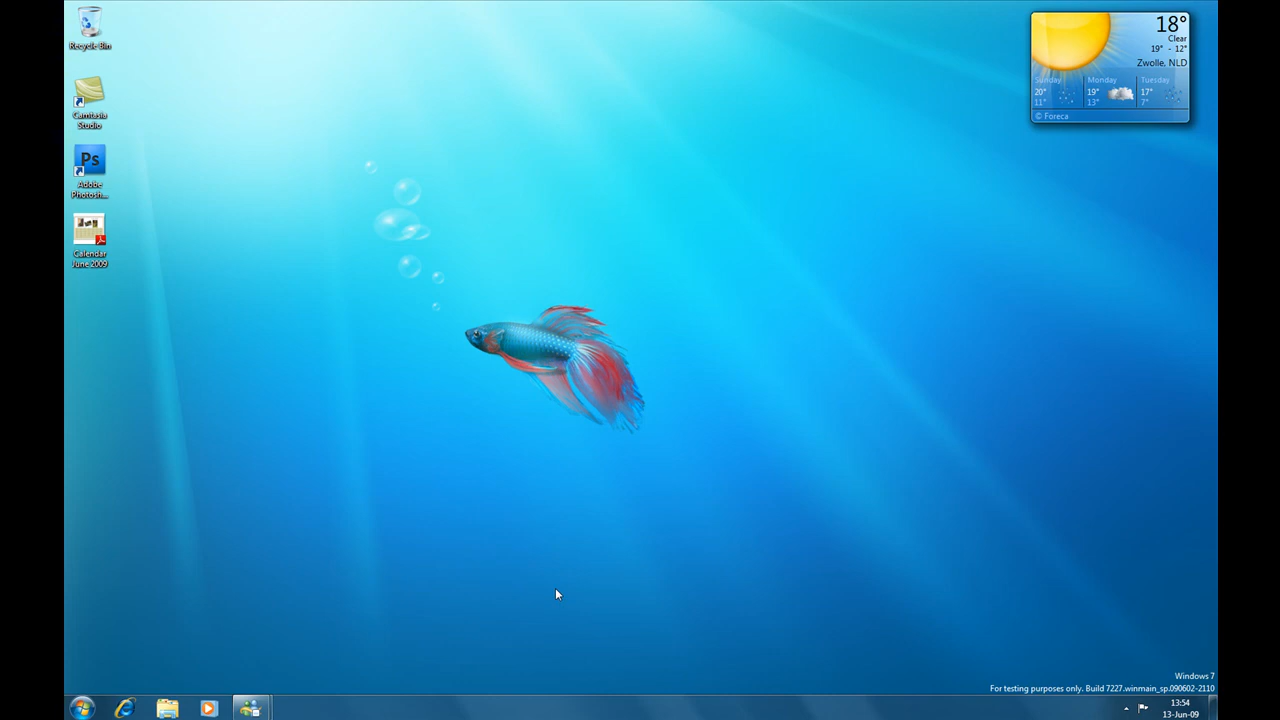 Recycle Bin
Camtasia
Studio
Ps
Adobe
Photosh...
Calendar
June 2009
18°
Clear
19° - 12°
Zwolle, NLD
Sunday
20°
11°
Monday
19°
13°
Tuesday
17°
7°
© Foreca
Windows 7
For testing purposes only. Build 7227.winmain_sp.090602-2110
13:54
13-Jun-09